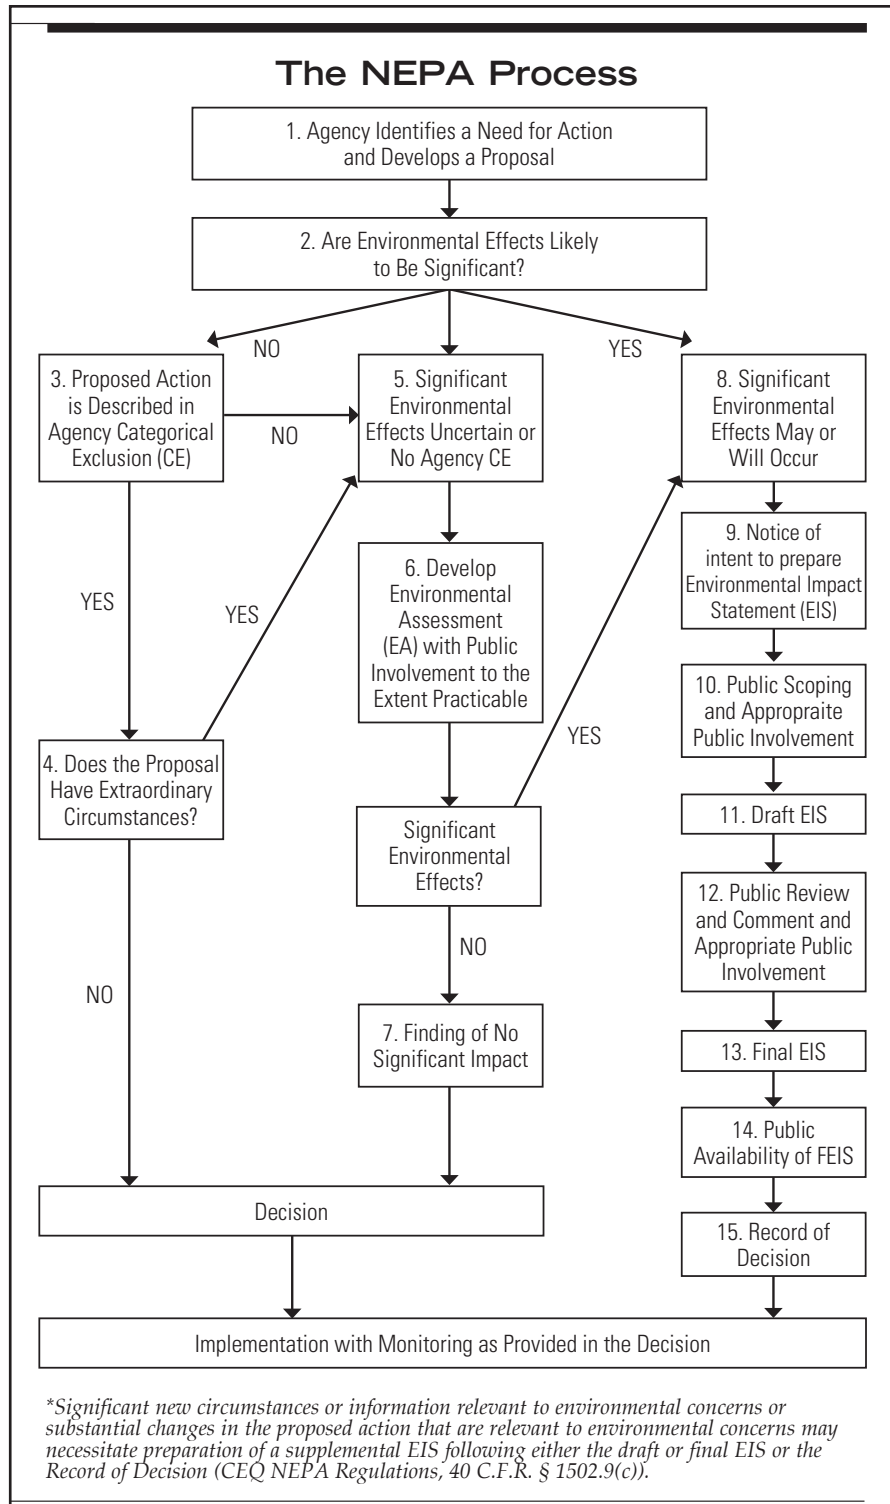 The NEPA Process
1. Agency Identifies a Need for Action
and Develops a Proposal
2. Are Environmental Effects Likely
to Be Significant?
NO
YES
3. Proposed Action
is Described in
Agency Categorical
Exclusion (CE)
NO
5. Significant
Environmental
Effects Uncertain or
No Agency CE
8. Significant
Environmental
Effects May or
Will Occur
YES
YES
6. Develop
Environmental
Assessment
(EA) with Public
Involvement to the
Extent Practicable
YES
9. Notice of
intent to prepare
Environmental Impact
Statement (EIS)
10. Public Scoping
and Appropraite
Public Involvement
4. Does the Proposal
Have Extraordinary
Circumstances?
Significant
Environmental
Effects?
11. Draft EIS
12. Public Review
and Comment and
Appropriate Public
Involvement
NO
NO
7. Finding of No
Significant Impact
13. Final EIS
14. Public
Availability of FEIS
Decision
15. Record of
Decision
Implementation with Monitoring as Provided in the Decision
*Significant new circumstances or information relevant to environmental concerns or
substantial changes in the proposed action that are relevant to environmental concerns may
necessitate preparation of a supplemental EIS following either the draft or final EIS or the
Record of Decision (CEQ NEPA Regulations, 40 C.F.R. § 1502.9(c)).